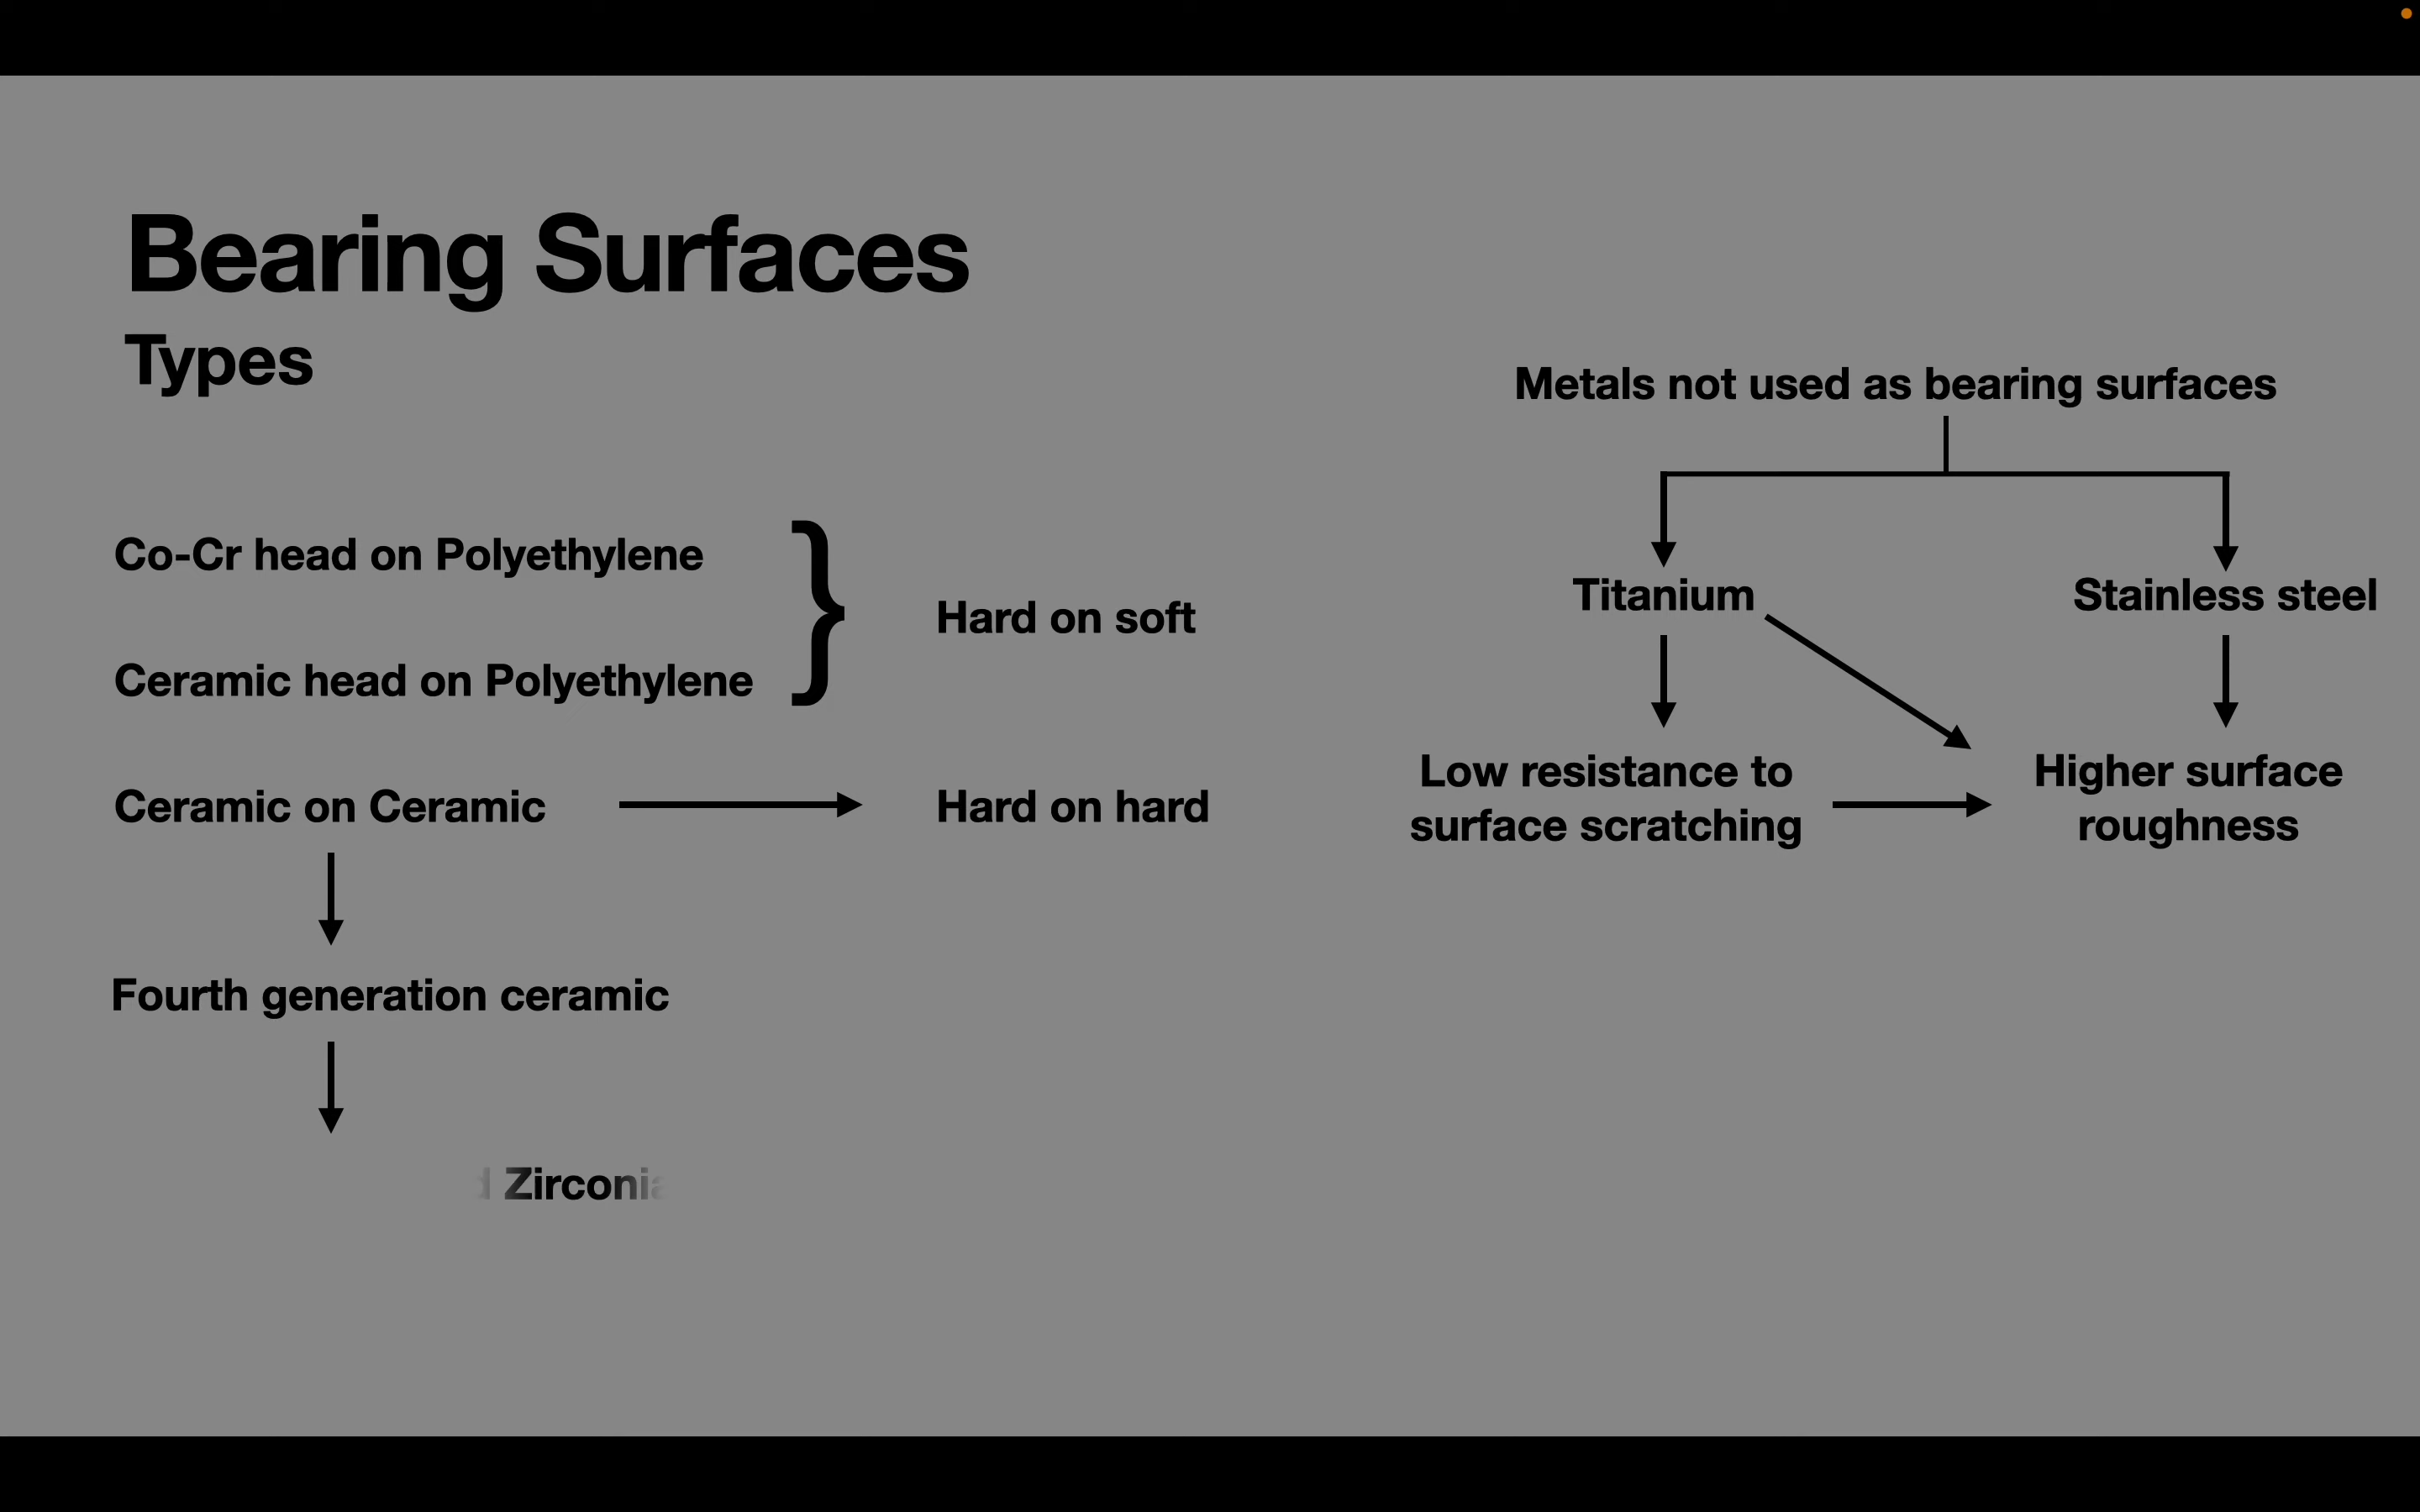 Bearing Surfaces
Types
Co-Cr head on Polyethylene
Ceramic head on Polyethylene
Hard on soft
Ceramic on Ceramic
Hard on hard
Fourth generation ceramic
Metals not used as bearing surfaces
Titanium
Stainless steel
Low resistance to
surface scratching
Higher surface
roughness
Zirconia